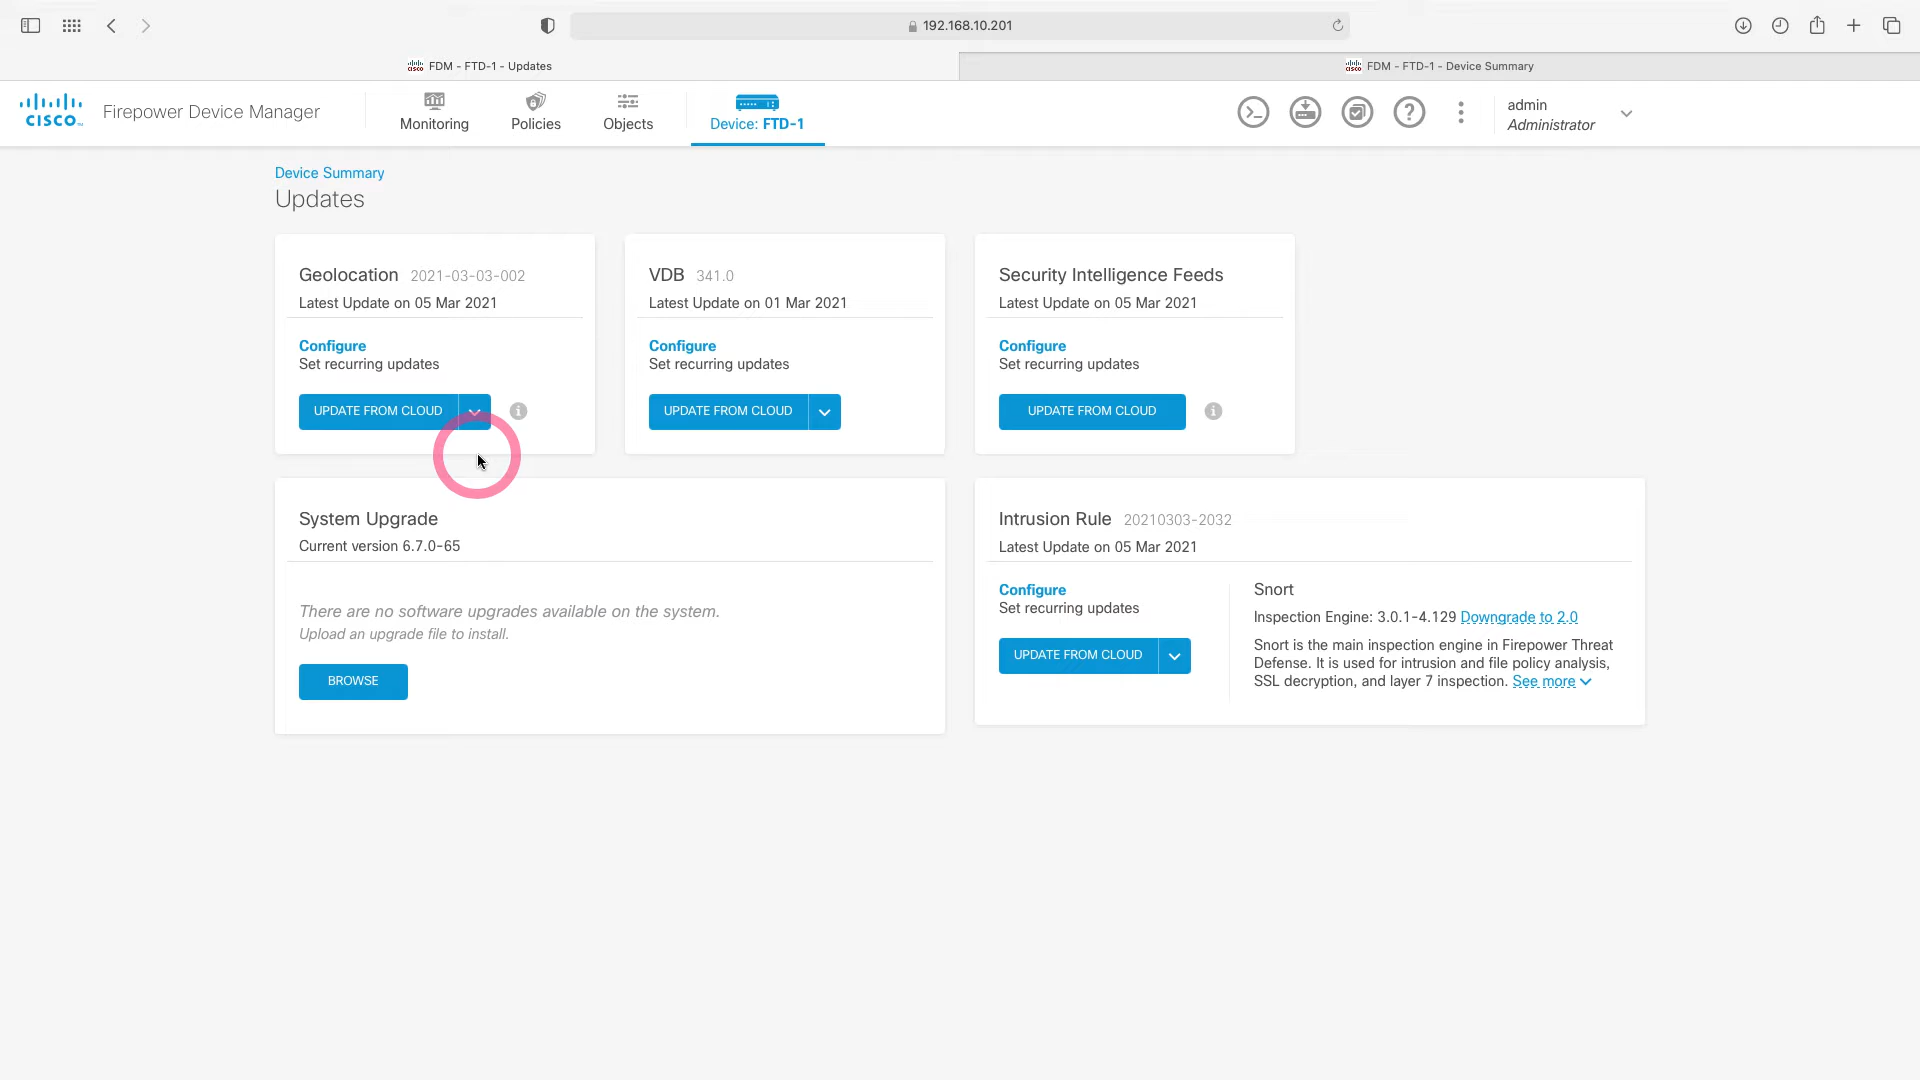 192.168.10.201
FDM - FTD-1 - Updates
FDM - FTD-1 - Device Summary
CISCO
Firepower Device Manager
Monitoring
Policies
Objects
Device: FTD-1
admin
Administrator
Device Summary
Updates
Geolocation 2021-03-03-002
Latest Update on 05 Mar 2021
Configure
Set recurring updates
UPDATE FROM CLOUD
VDB 341.0
Latest Update on 01 Mar 2021
Configure
Set recurring updates
UPDATE FROM CLOUD
Security Intelligence Feeds
Latest Update on 05 Mar 2021
Configure
Set recurring updates
UPDATE FROM CLOUD
System Upgrade
Current version 6.7.0-65
There are no software upgrades available on the system.
Upload an upgrade file to install.
BROWSE
Intrusion Rule 20210303-2032
Latest Update on 05 Mar 2021
Configure
Set recurring updates
UPDATE FROM CLOUD
Snort
Inspection Engine: 3.0.1-4.129 Downgrade to 2.0
Snort is the main inspection engine in Firepower Threat
Defense. It is used for intrusion and file policy analysis,
SSL decryption, and layer 7 inspection. See more